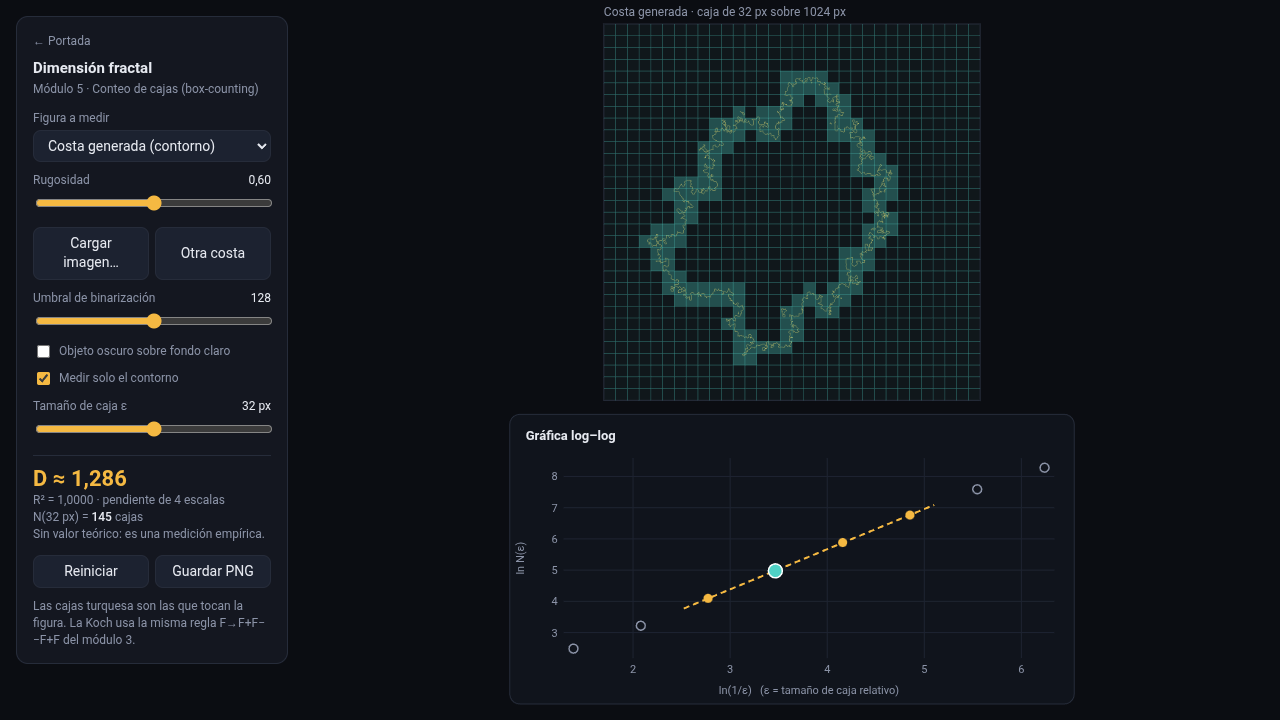 ← Portada
Dimensión fractal
Módulo 5 · Conteo de cajas (box-counting)
Figura a medir
Costa generada (contorno)
Rugosidad 0,60
Cargar imagen…
Otra costa
Umbral de binarización 128
Objeto oscuro sobre fondo claro
Medir solo el contorno
Tamaño de caja ε 32 px
D ≈ 1,286
R² = 1,0000 · pendiente de 4 escalas
N(32 px) = 145 cajas
Sin valor teórico: es una medición empírica.
Reiniciar
Guardar PNG
Las cajas turquesa son las que tocan la
figura. La Koch usa la misma regla F→F+F−
−F+F del módulo 3.
Costa generada · caja de 32 px sobre 1024 px
Gráfica log–log
8
7
6
5
4
3
ln N(ε)
2 3 4 5 6
ln(1/ε) (ε = tamaño de caja relativo)